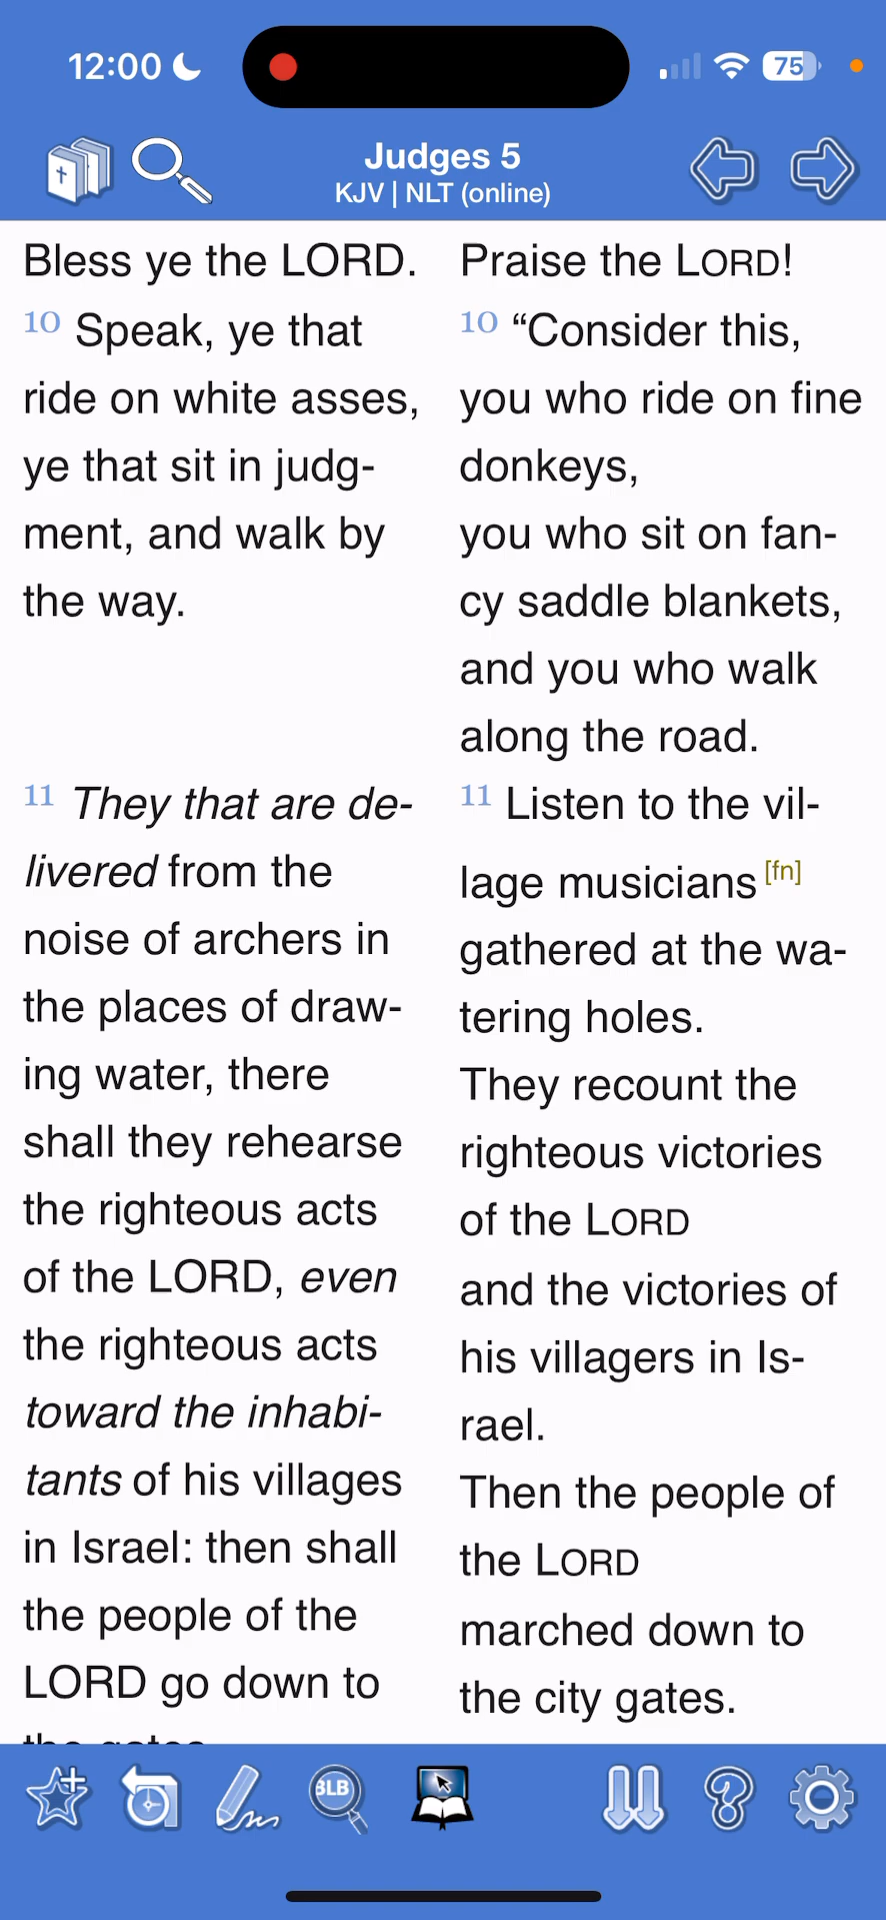 12:00
75
Judges 5
KJV | NLT (online)
Bless ye the LORD.
10 Speak, ye that
ride on white asses,
ye that sit in judg-
ment, and walk by
the way.
11 They that are de-
livered from the
noise of archers in
the places of draw-
ing water, there
shall they rehearse
the righteous acts
of the LORD, even
the righteous acts
toward the inhabi-
tants of his villages
in Israel: then shall
the people of the
LORD go down to
the gates
Praise the LORD!
10 “Consider this,
you who ride on fine
donkeys,
you who sit on fan-
cy saddle blankets,
and you who walk
along the road.
11 Listen to the vil-
lage musicians [fn]
gathered at the wa-
tering holes.
They recount the
righteous victories
of the LORD
and the victories of
his villagers in Is-
rael.
Then the people of
the LORD
marched down to
the city gates.
BLB